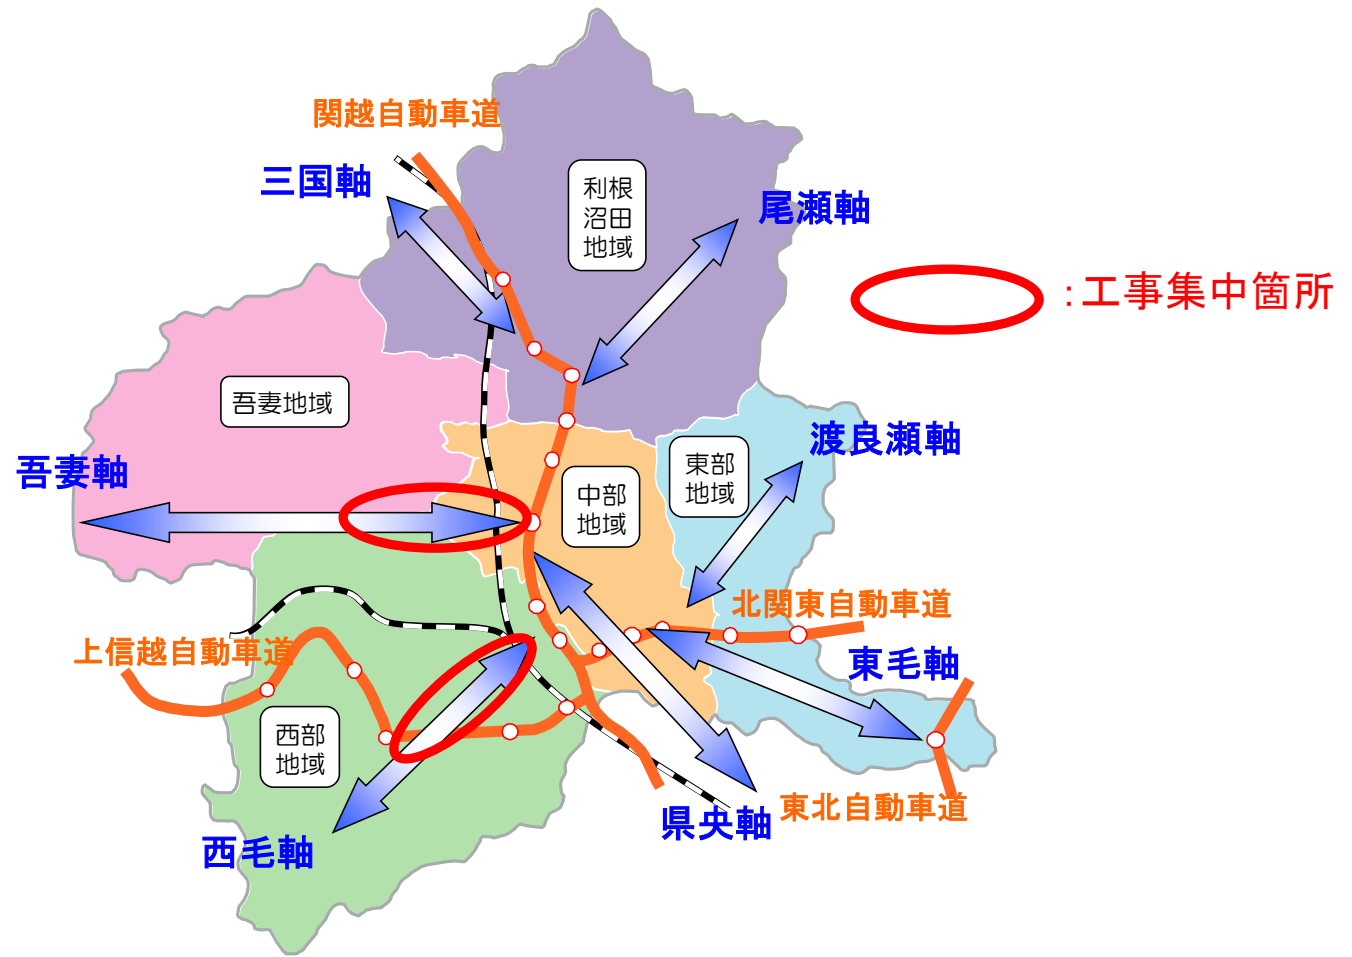 関越自動車道
三国軸
利根
沼田
地域
尾瀬軸
:工事集中箇所
吾妻地域
吾妻軸
渡良瀬軸
東部
地域
中部
地域
北関東自動車道
上信越自動車道
東毛軸
西部
地域
東北自動車道
県央軸
西毛軸